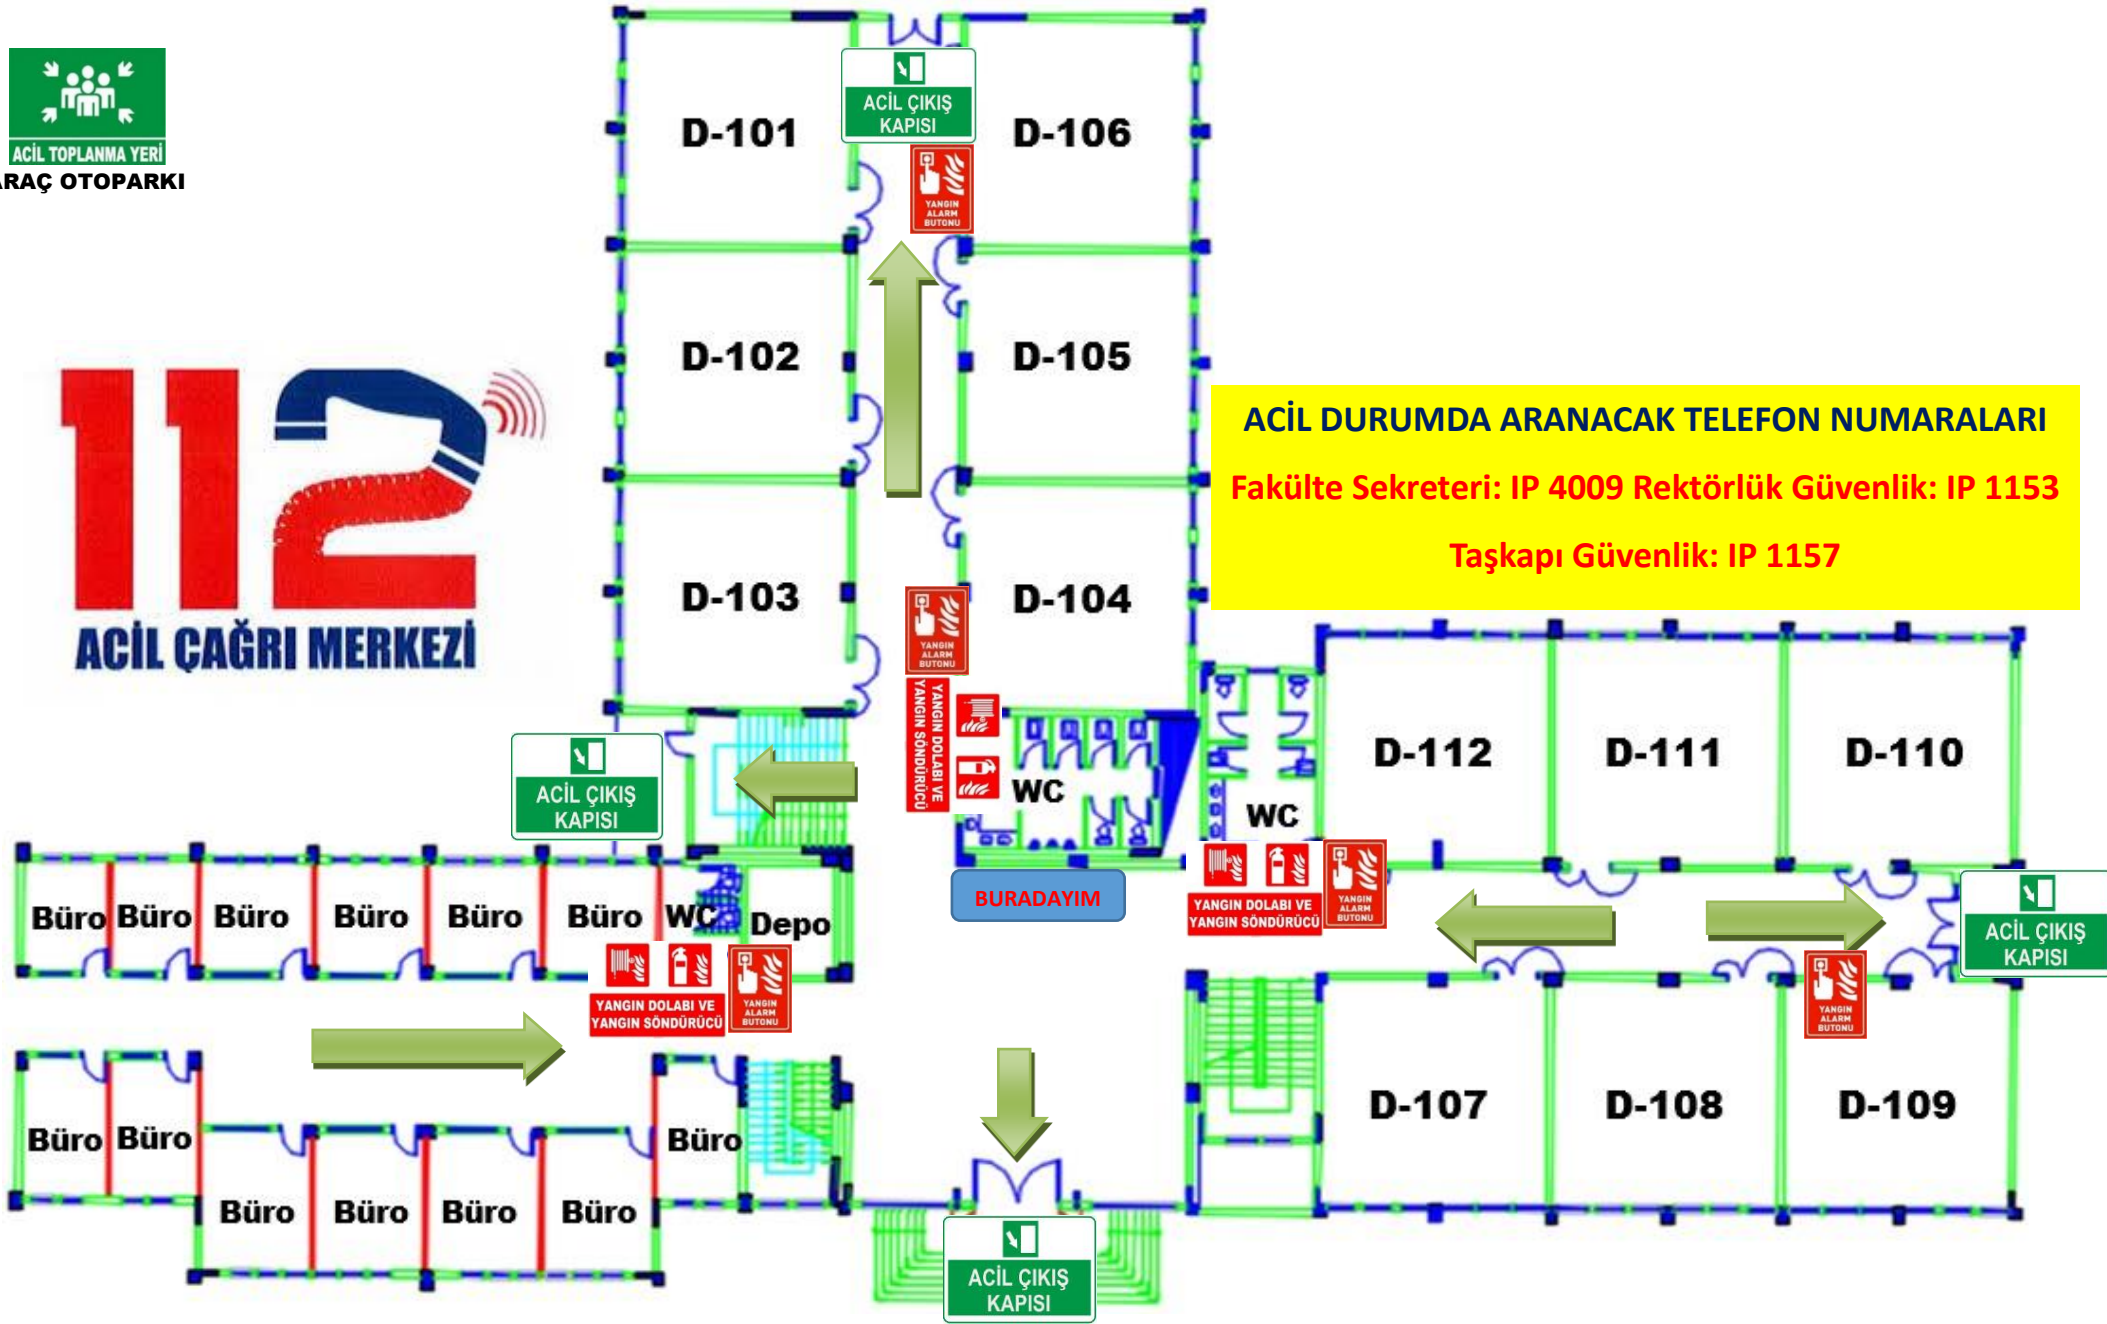 ACİL ÇIKIŞ
KAPISI
ACİL TOPLANMA YERİ
ARAÇ OTOPARKI
D-101
D-106
YANGIN
ALARM
BUTONU
D-102
D-105
112
ACİL ÇAĞRI MERKEZİ
ACİL DURUMDA ARANACAK TELEFON NUMARALARI
Fakülte Sekreteri: IP 4009 Rektörlük Güvenlik: IP 1153
Taşkapı Güvenlik: IP 1157
D-103
D-104
YANGIN
ALARM
BUTONU
YANGIN DOLABI VE
YANGIN SÖNDÜRÜCÜ
WC
WC
D-112
D-111
D-110
ACİL ÇIKIŞ
KAPISI
BURADAYIM
YANGIN DOLABI VE
YANGIN SÖNDÜRÜCÜ
YANGIN
ALARM
BUTONU
Büro
Büro
Büro
Büro
Büro
Büro
WC
Depo
ACİL ÇIKIŞ
KAPISI
YANGIN DOLABI VE
YANGIN SÖNDÜRÜCÜ
YANGIN
ALARM
BUTONU
YANGIN
ALARM
BUTONU
Büro
Büro
Büro
D-107
D-108
D-109
Büro
Büro
Büro
Büro
ACİL ÇIKIŞ
KAPISI